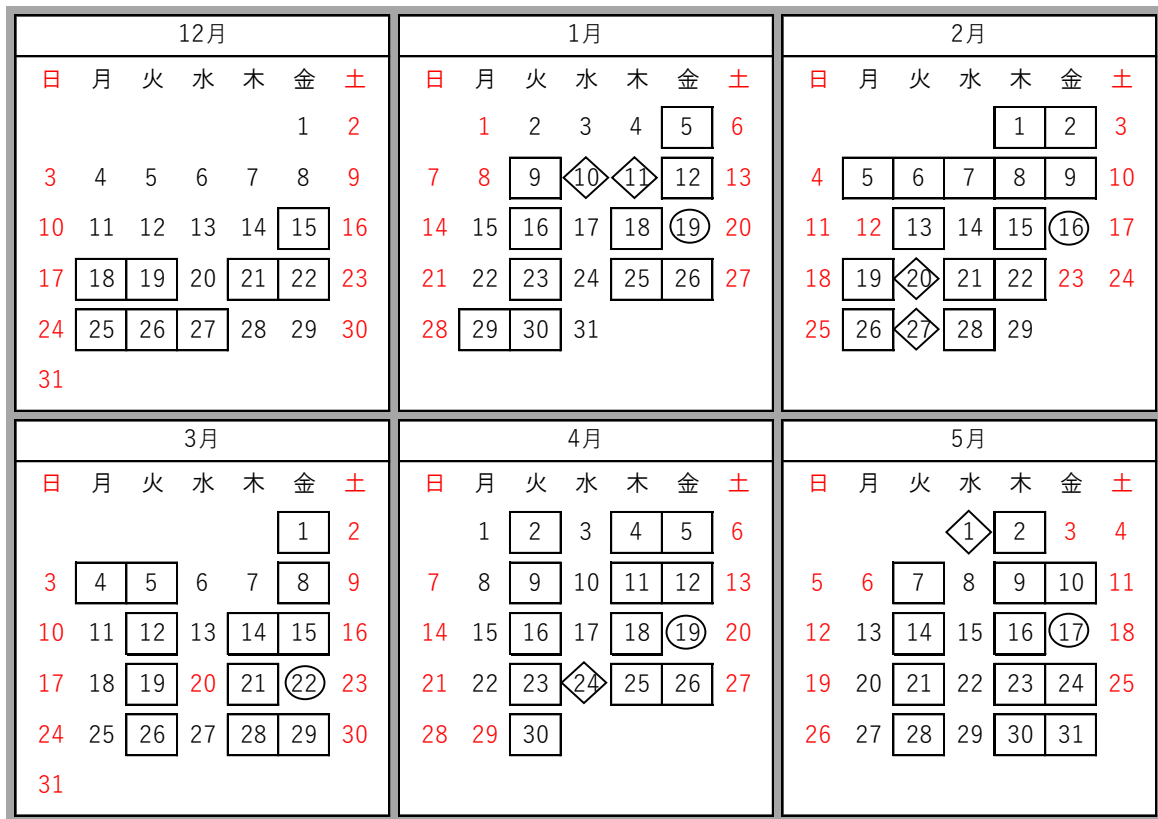 12月
日 月 火 水 木 金 土
1 2
3 4 5 6 7 8 9
10 11 12 13 14 15 16
17 18 19 20 21 22 23
24 25 26 27 28 29 30
31
1月
日 月 火 水 木 金 土
1 2 3 4 5 6
7 8 9 10 11 12 13
14 15 16 17 18 19 20
21 22 23 24 25 26 27
28 29 30 31
2月
日 月 火 水 木 金 土
1 2 3
4 5 6 7 8 9 10
11 12 13 14 15 16 17
18 19 20 21 22 23 24
25 26 27 28 29
3月
日 月 火 水 木 金 土
1 2
3 4 5 6 7 8 9
10 11 12 13 14 15 16
17 18 19 20 21 22 23
24 25 26 27 28 29 30
31
4月
日 月 火 水 木 金 土
1 2 3 4 5 6
7 8 9 10 11 12 13
14 15 16 17 18 19 20
21 22 23 24 25 26 27
28 29 30
5月
日 月 火 水 木 金 土
1 2 3 4
5 6 7 8 9 10 11
12 13 14 15 16 17 18
19 20 21 22 23 24 25
26 27 28 29 30 31